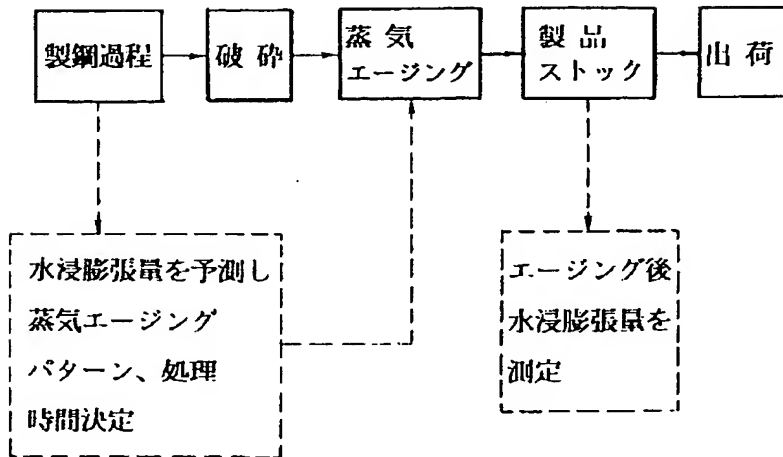 製鋼過程
破砕
蒸気
エージング
製品
ストック
出荷
水浸膨張量を予測し
蒸気エージング
パターン、処理
時間決定
エージング後
水浸膨張量を
測定